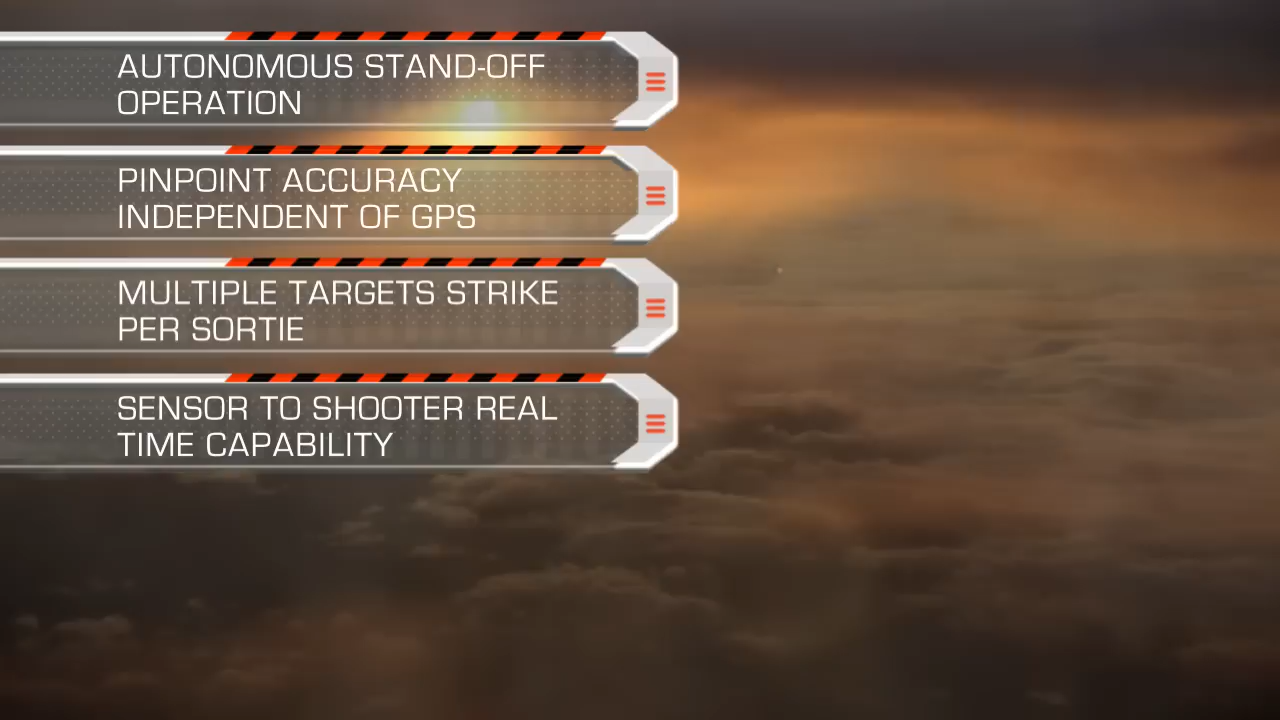 AUTONOMOUS STAND-OFF
OPERATION
PINPOINT ACCURACY
INDEPENDENT OF GPS
MULTIPLE TARGETS STRIKE
PER SORTIE
SENSOR TO SHOOTER REAL
TIME CAPABILITY